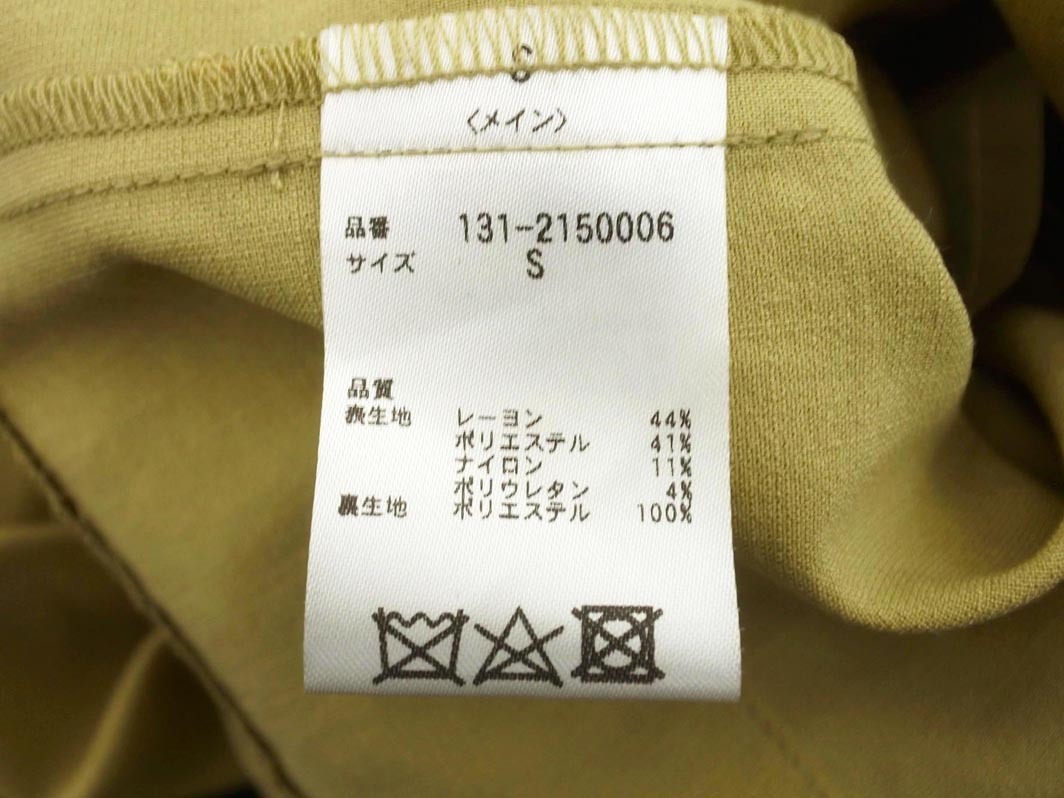 S
〈メイン〉
品番 131-2150006
サイズ S
品質
表生地 レーヨン 44%
ポリエステル 41%
ナイロン 11%
ポリウレタン 4%
裏生地 ポリエステル 100%